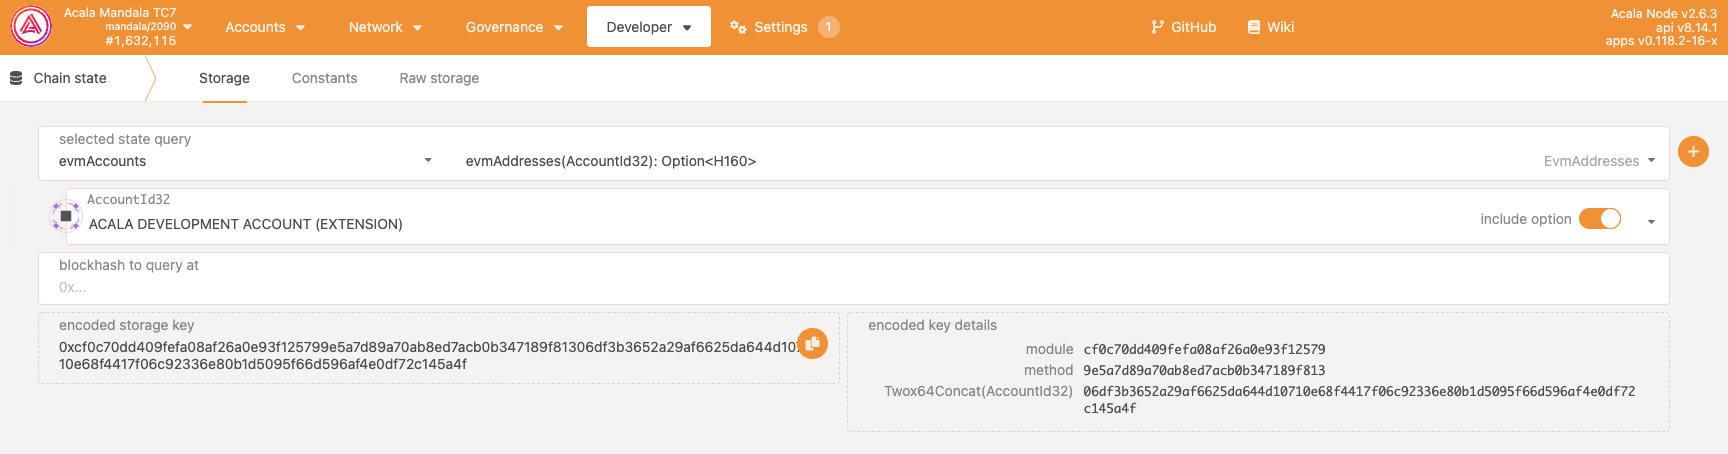 Acala Mandala TC7
mandala/2090
#1,632,115
Accounts
Network
Governance
Developer
Settings
1
GitHub
Wiki
Acala Node v2.6.3
api v8.14.1
apps v0.118.2-16-x
Chain state
Storage
Constants
Raw storage
selected state query
evmAccounts
evmAddresses(AccountId32): Option<H160>
EvmAddresses
AccountId32
ACALA DEVELOPMENT ACCOUNT (EXTENSION)
include option
blockhash to query at
0x...
encoded storage key
0xcf0c70dd409fefa08af26a0e93f125799e5a7d89a70ab8ed7acb0b347189f81306df3b3652a29af6625da644d107
10e68f4417f06c92336e80b1d5095f66d596af4e0df72c145a4f
encoded key details
module cf0c70dd409fefa08af26a0e93f12579
method 9e5a7d89a70ab8ed7acb0b347189f813
Twox64Concat(AccountId32) 06df3b3652a29af6625da644d10710e68f4417f06c92336e80b1d5095f66d596af4e0df72
c145a4f